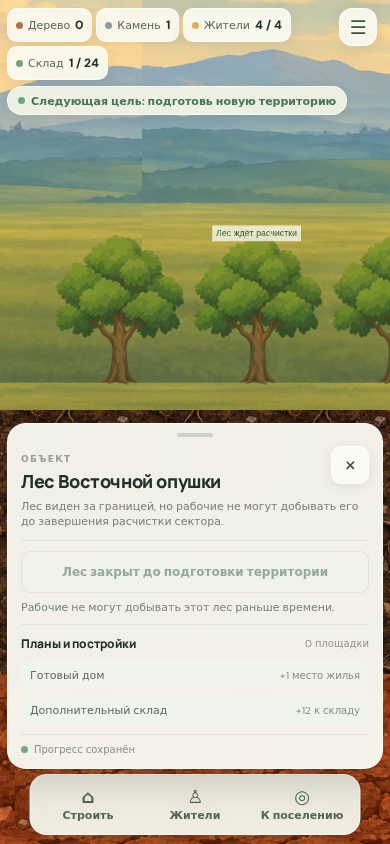 Дерево 0
Камень 1
Жители 4 / 4
Склад 1 / 24
Следующая цель: подготовь новую территорию
Лес ждёт расчистки
ОБЪЕКТ
Лес Восточной опушки
Лес виден за границей, но рабочие не могут добывать его
до завершения расчистки сектора.
Лес закрыт до подготовки территории
Рабочие не могут добывать этот лес раньше времени.
Планы и постройки
0 площадки
Готовый дом
+1 место жилья
Дополнительный склад
+12 к складу
Прогресс сохранён
Строить
Жители
К поселению